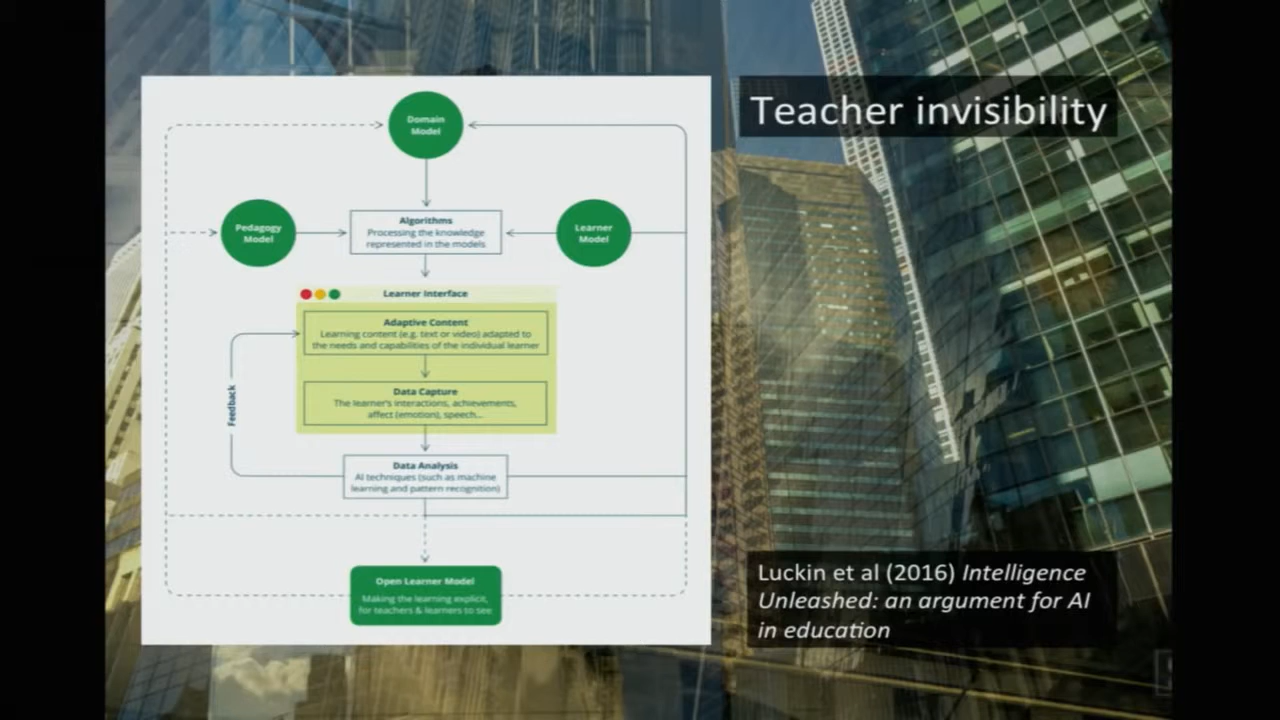 Teacher invisibility
Domain
Model
Pedagogy
Model
Algorithms
Processing the knowledge
represented in the models
Learner
Model
Learner Interface
Adaptive Content
Learning content (e.g. text or video) adapted to
the needs and capabilities of the individual learner
Feedback
Data Capture
The learner's interactions, achievements,
affect (emotion), speech...
Data Analysis
AI techniques (such as machine
learning and pattern recognition)
Open Learner Model
Making the learning explicit,
for teachers & learners to see
Luckin et al (2016) Intelligence
Unleashed: an argument for AI
in education